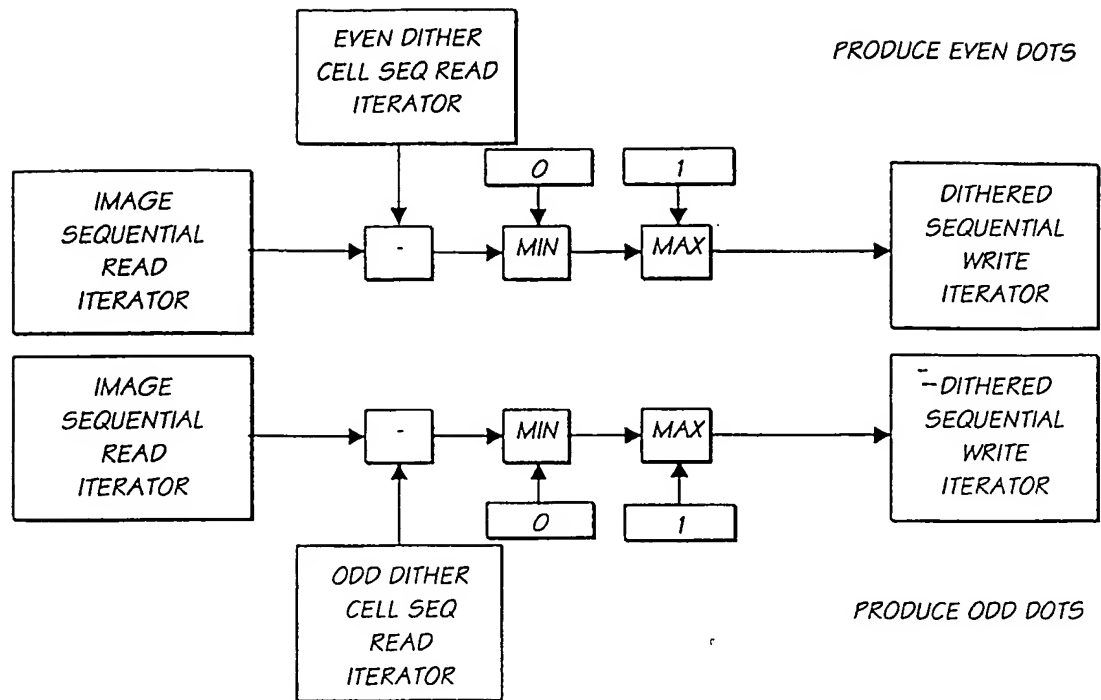 EVEN DITHER
CELL SEQ READ
ITERATOR
PRODUCE EVEN DOTS
IMAGE
SEQUENTIAL
READ
ITERATOR
0
1
-
MIN
MAX
DITHERED
SEQUENTIAL
WRITE
ITERATOR
IMAGE
SEQUENTIAL
READ
ITERATOR
-
MIN
MAX
0
1
DITHERED
SEQUENTIAL
WRITE
ITERATOR
ODD DITHER
CELL SEQ
READ
ITERATOR
PRODUCE ODD DOTS